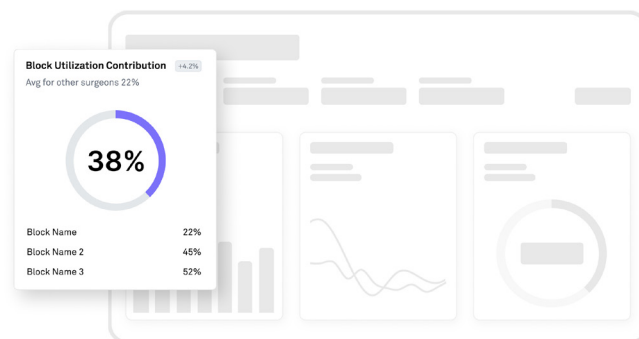 Block Utilization Contribution +4.2%
Avg for other surgeons 22%
38%
Block Name 22%
Block Name 2 45%
Block Name 3 52%